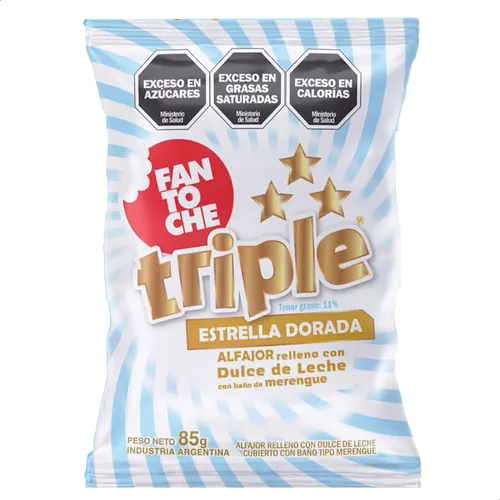 EXCESO EN
AZÚCARES
Ministerio
de Salud
EXCESO EN
GRASAS
SATURADAS
Ministerio
de Salud
EXCESO EN
CALORÍAS
Ministerio
de Salud
FAN
TO
CHE
triple®
Tenor graso: 11%
ESTRELLA DORADA
ALFAJOR relleno con
Dulce de Leche
con baño de merengue
PESO NETO 85g
INDUSTRIA ARGENTINA
ALFAJOR RELLENO CON DULCE DE LECHE
CUBIERTO CON BAÑO TIPO MERENGUE